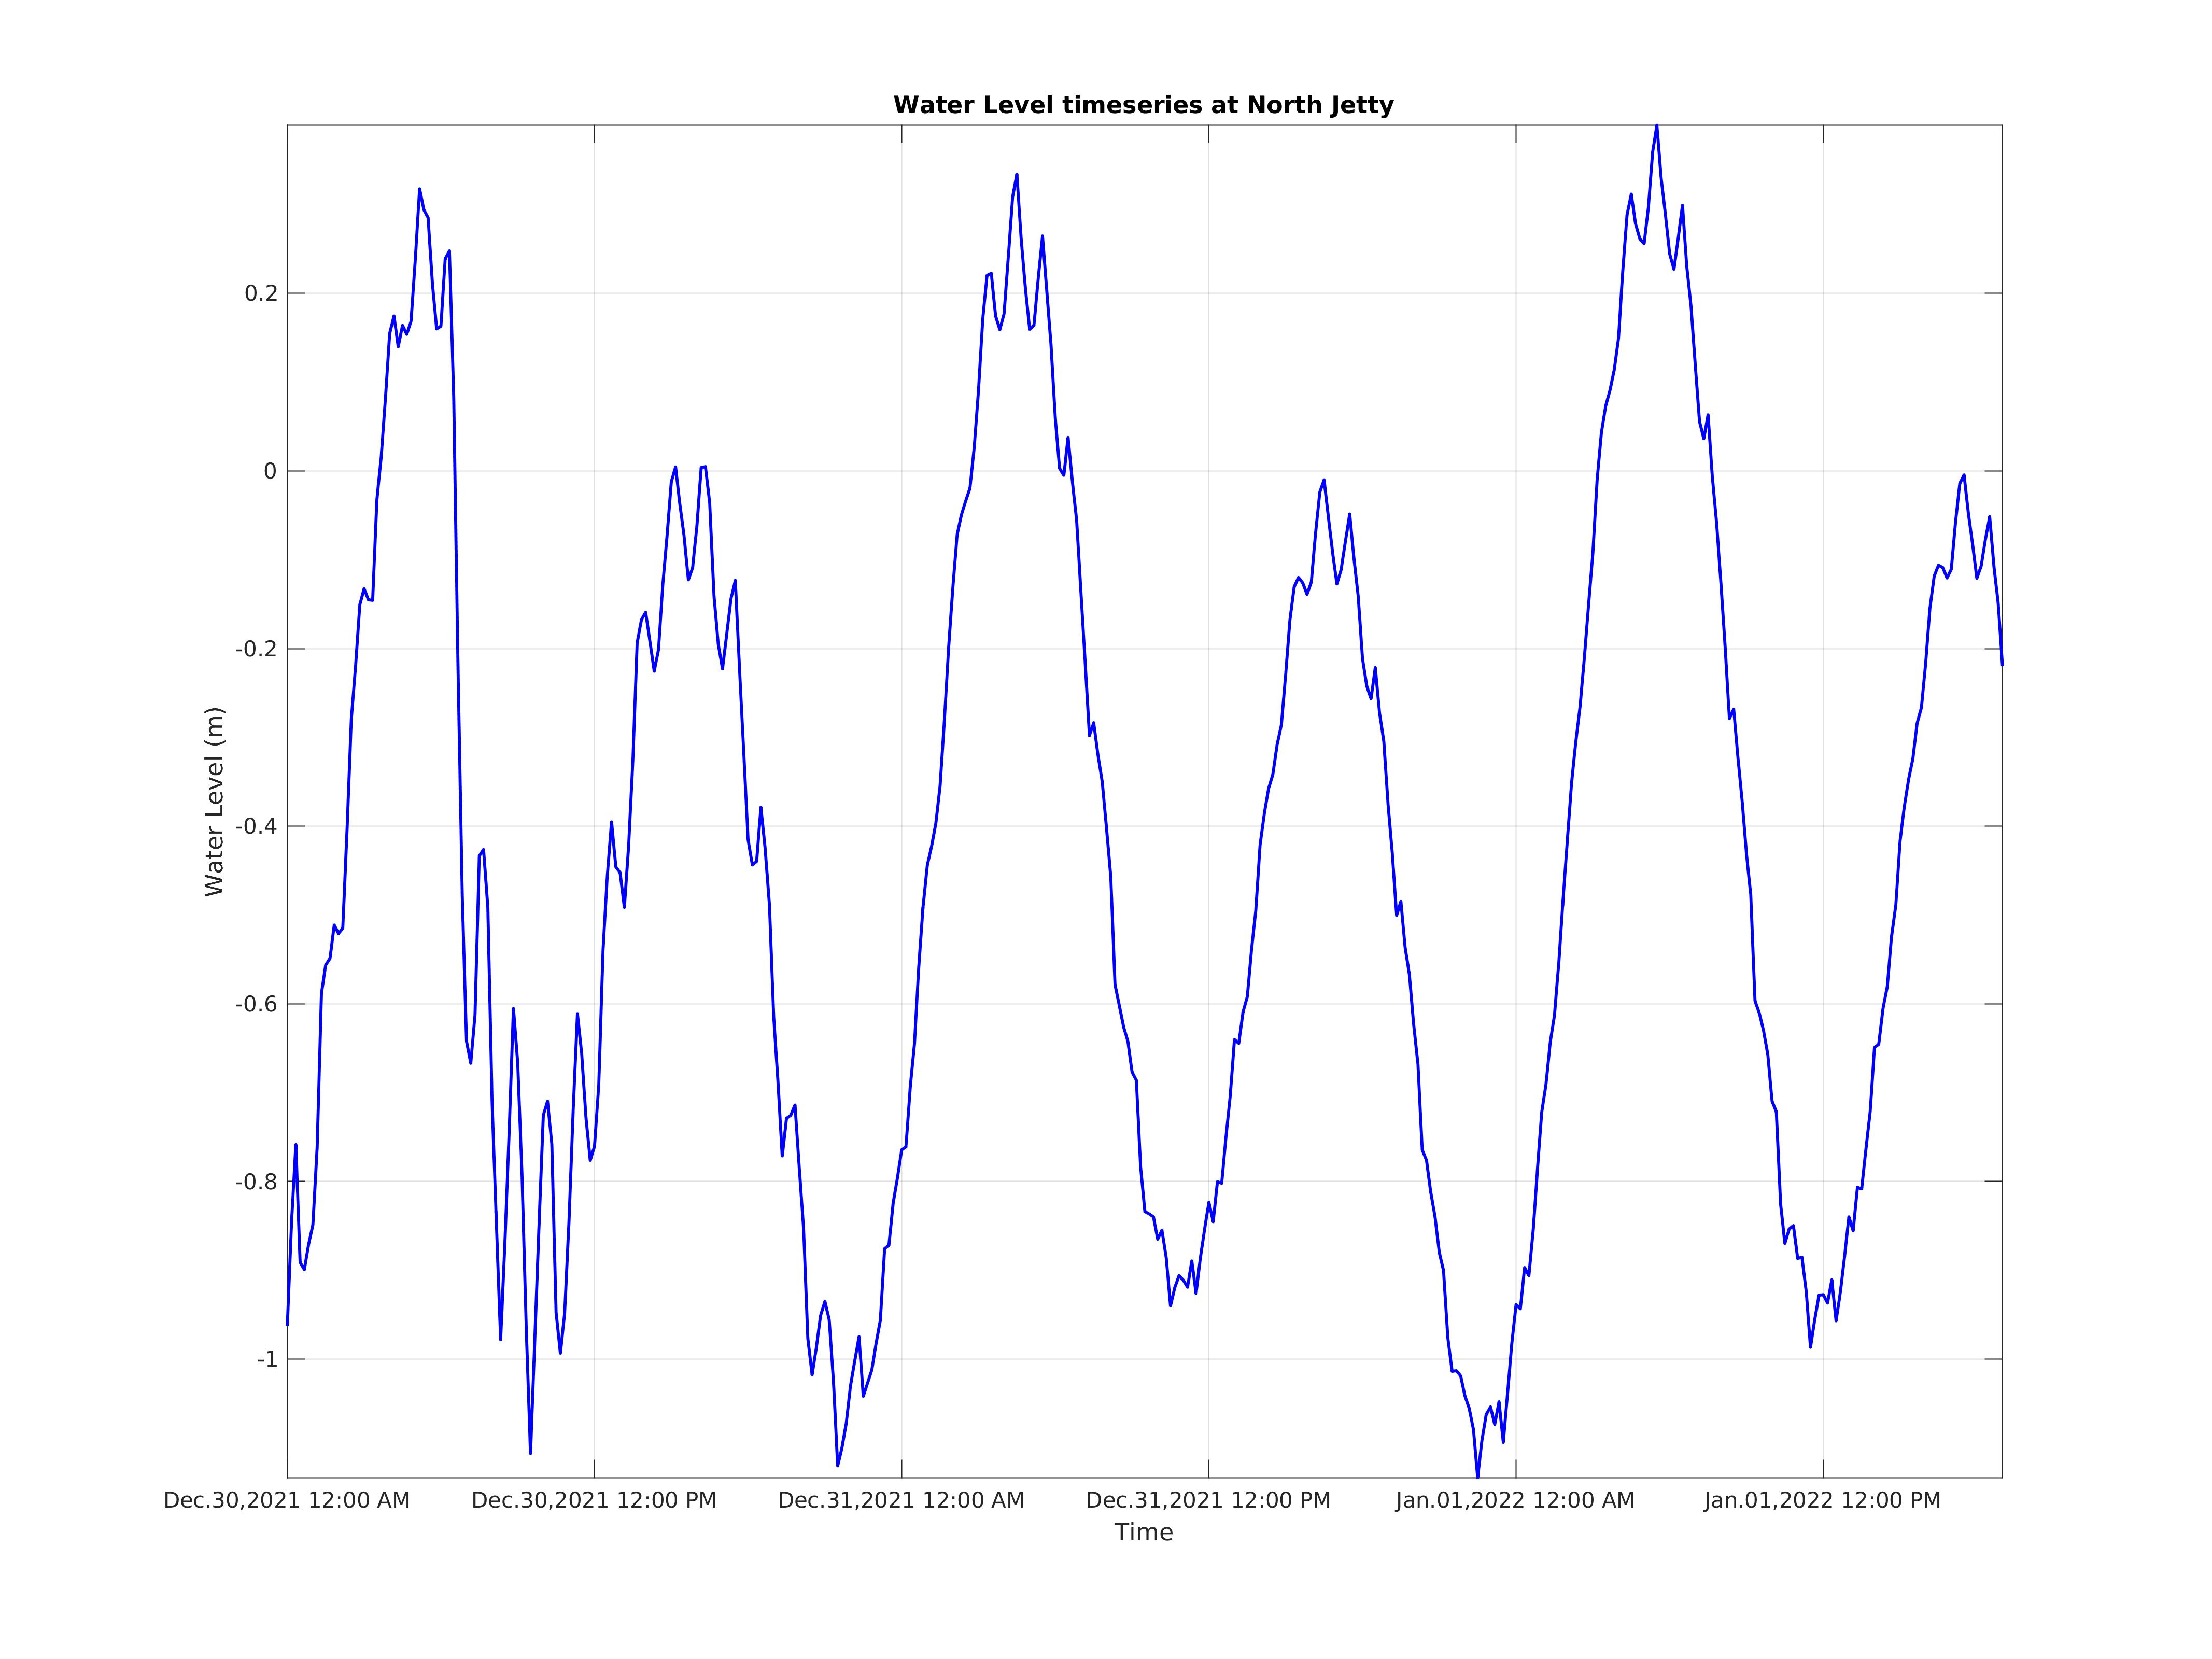 Water Level timeseries at North Jetty
0.2
0
-0.2
-0.4
-0.6
-0.8
-1
Water Level (m)
Dec.30,2021 12:00 AM
Dec.30,2021 12:00 PM
Dec.31,2021 12:00 AM
Dec.31,2021 12:00 PM
Jan.01,2022 12:00 AM
Jan.01,2022 12:00 PM
Time